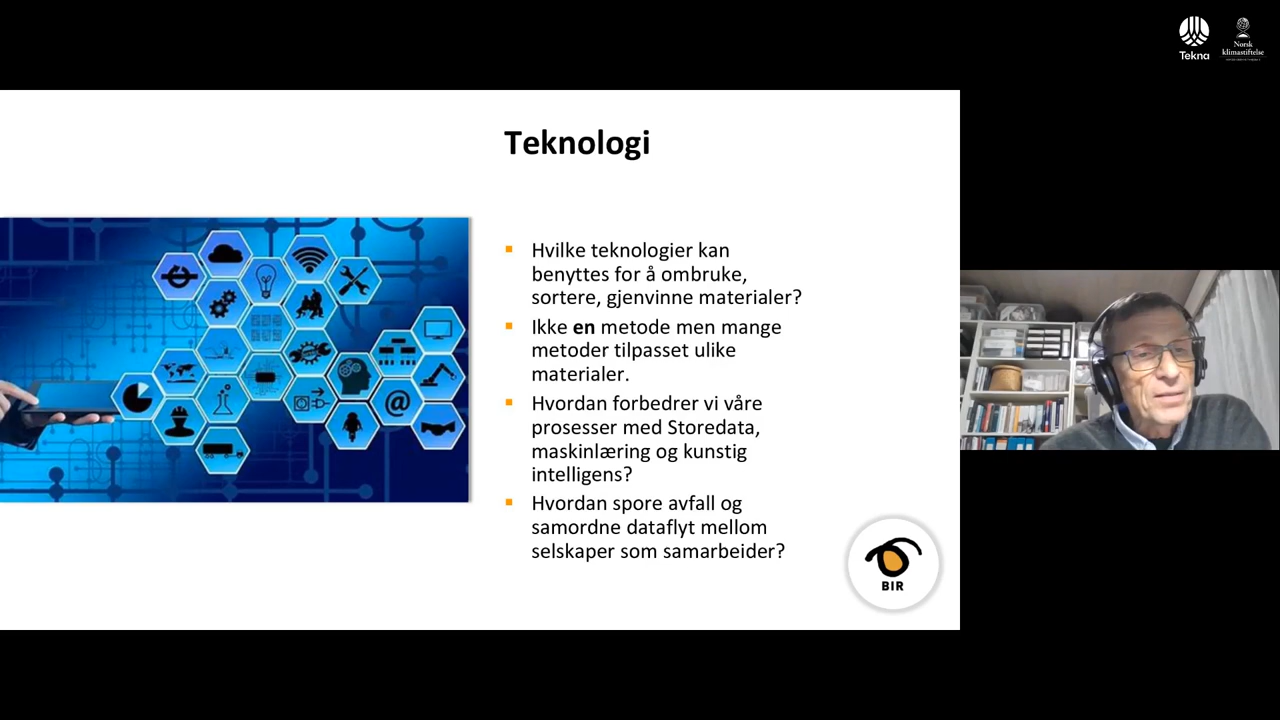 Tekna
Norsk
klimastiftelse
Teknologi
Hvilke teknologier kan
benyttes for å ombruke,
sortere, gjenvinne materialer?
Ikke en metode men mange
metoder tilpasset ulike
materialer.
Hvordan forbedrer vi våre
prosesser med Storedata,
maskinlæring og kunstig
intelligens?
Hvordan spore avfall og
samordne dataflyt mellom
selskaper som samarbeider?
@
BIR